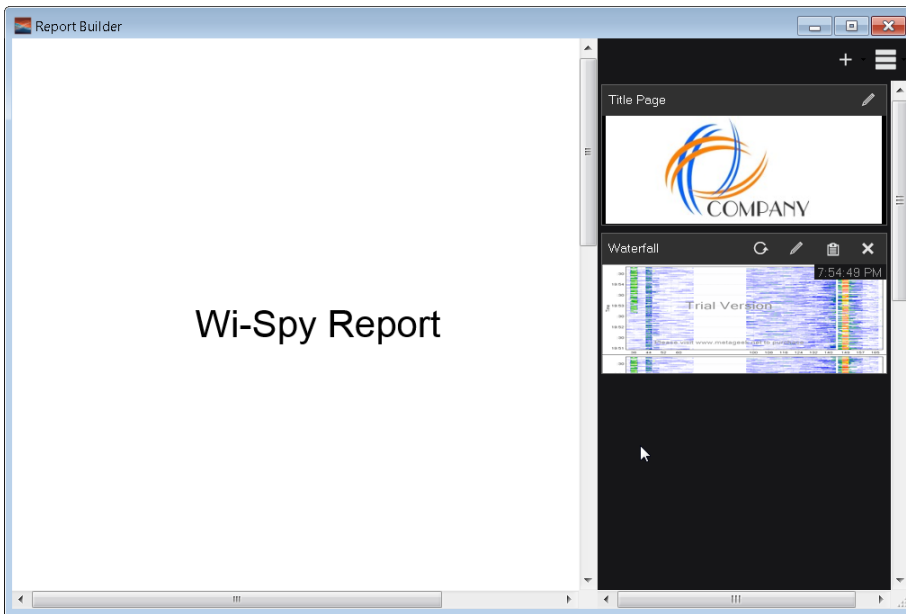 Report Builder
Title Page
COMPANY
Waterfall
7:54:49 PM
Trial Version
Wi-Spy Report